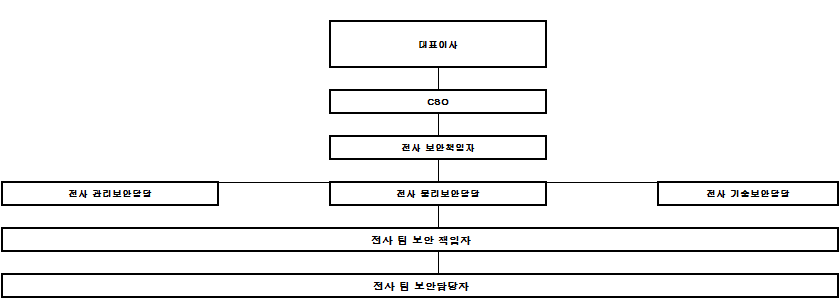 대표이사
CSO
전사 보안책임자
전사 관리보안담당
전사 물리보안담당
전사 기술보안담당
전사 팀 보안 책임자
전사 팀 보안담당자